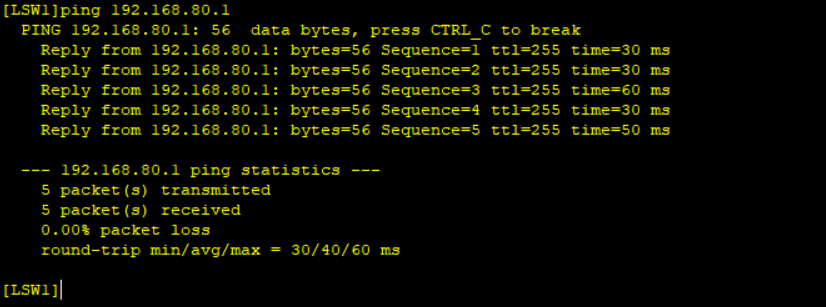 [LSW1]ping 192.168.80.1
PING 192.168.80.1: 56  data bytes, press CTRL_C to break
Reply from 192.168.80.1: bytes=56 Sequence=1 ttl=255 time=30 ms
Reply from 192.168.80.1: bytes=56 Sequence=2 ttl=255 time=30 ms
Reply from 192.168.80.1: bytes=56 Sequence=3 ttl=255 time=60 ms
Reply from 192.168.80.1: bytes=56 Sequence=4 ttl=255 time=30 ms
Reply from 192.168.80.1: bytes=56 Sequence=5 ttl=255 time=50 ms
--- 192.168.80.1 ping statistics ---
5 packet(s) transmitted
5 packet(s) received
0.00% packet loss
round-trip min/avg/max = 30/40/60 ms
[LSW1]